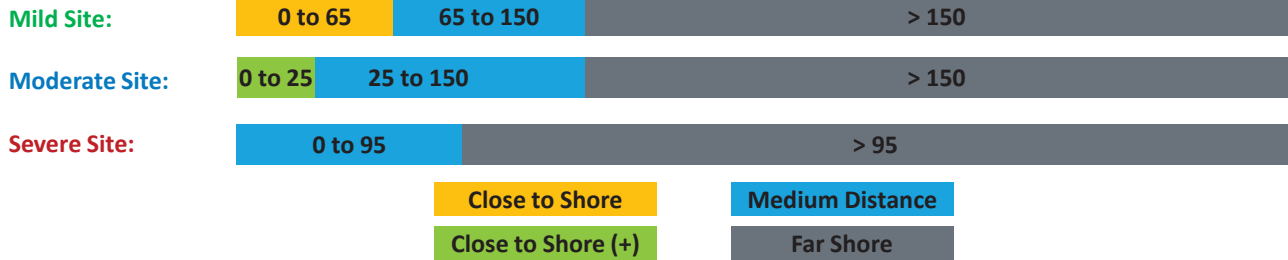 Mild Site: 0 to 65 65 to 150 > 150
Moderate Site: 0 to 25 25 to 150 > 150
Severe Site: 0 to 95 > 95
Close to Shore Medium Distance
Close to Shore (+) Far Shore